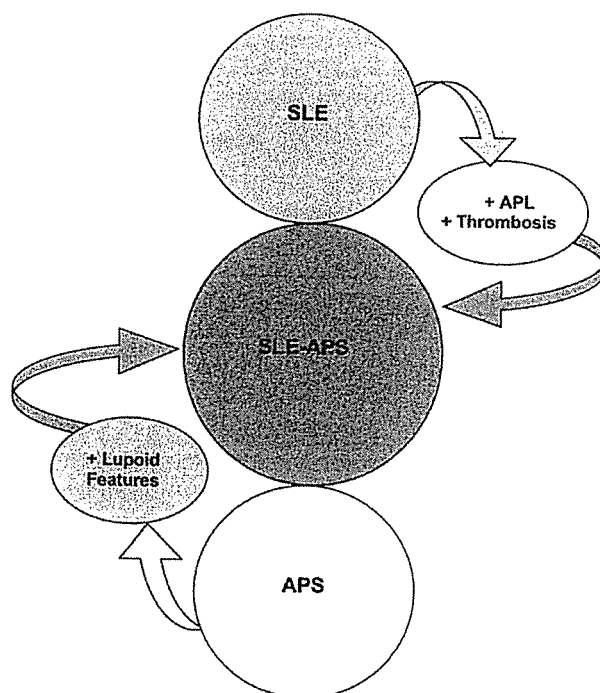 SLE
+ APL
+ Thrombosis
SLE-APS
+ Lupoid
Features
APS